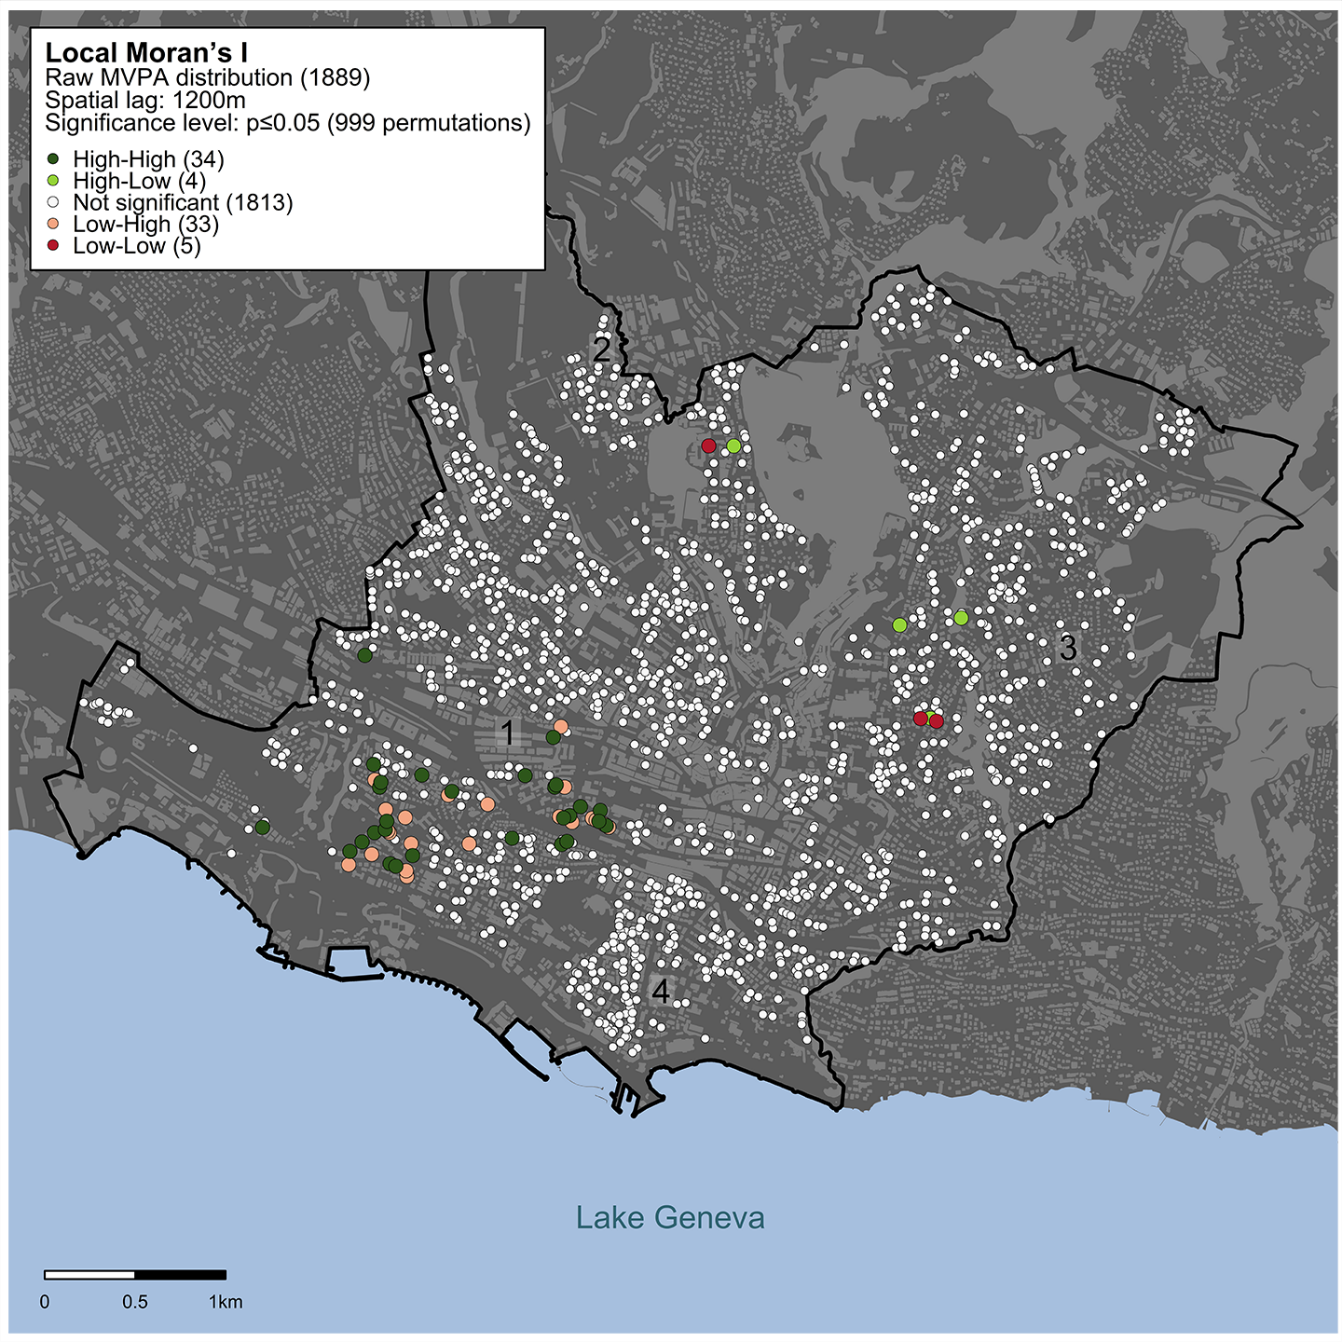 Local Moran’s I
Raw MVPA distribution (1889)
Spatial lag: 1200m
Significance level: p≤0.05 (999 permutations)
High-High (34)
High-Low (4)
Not significant (1813)
Low-High (33)
Low-Low (5)
2
3
1
4
Lake Geneva
0 0.5 1km